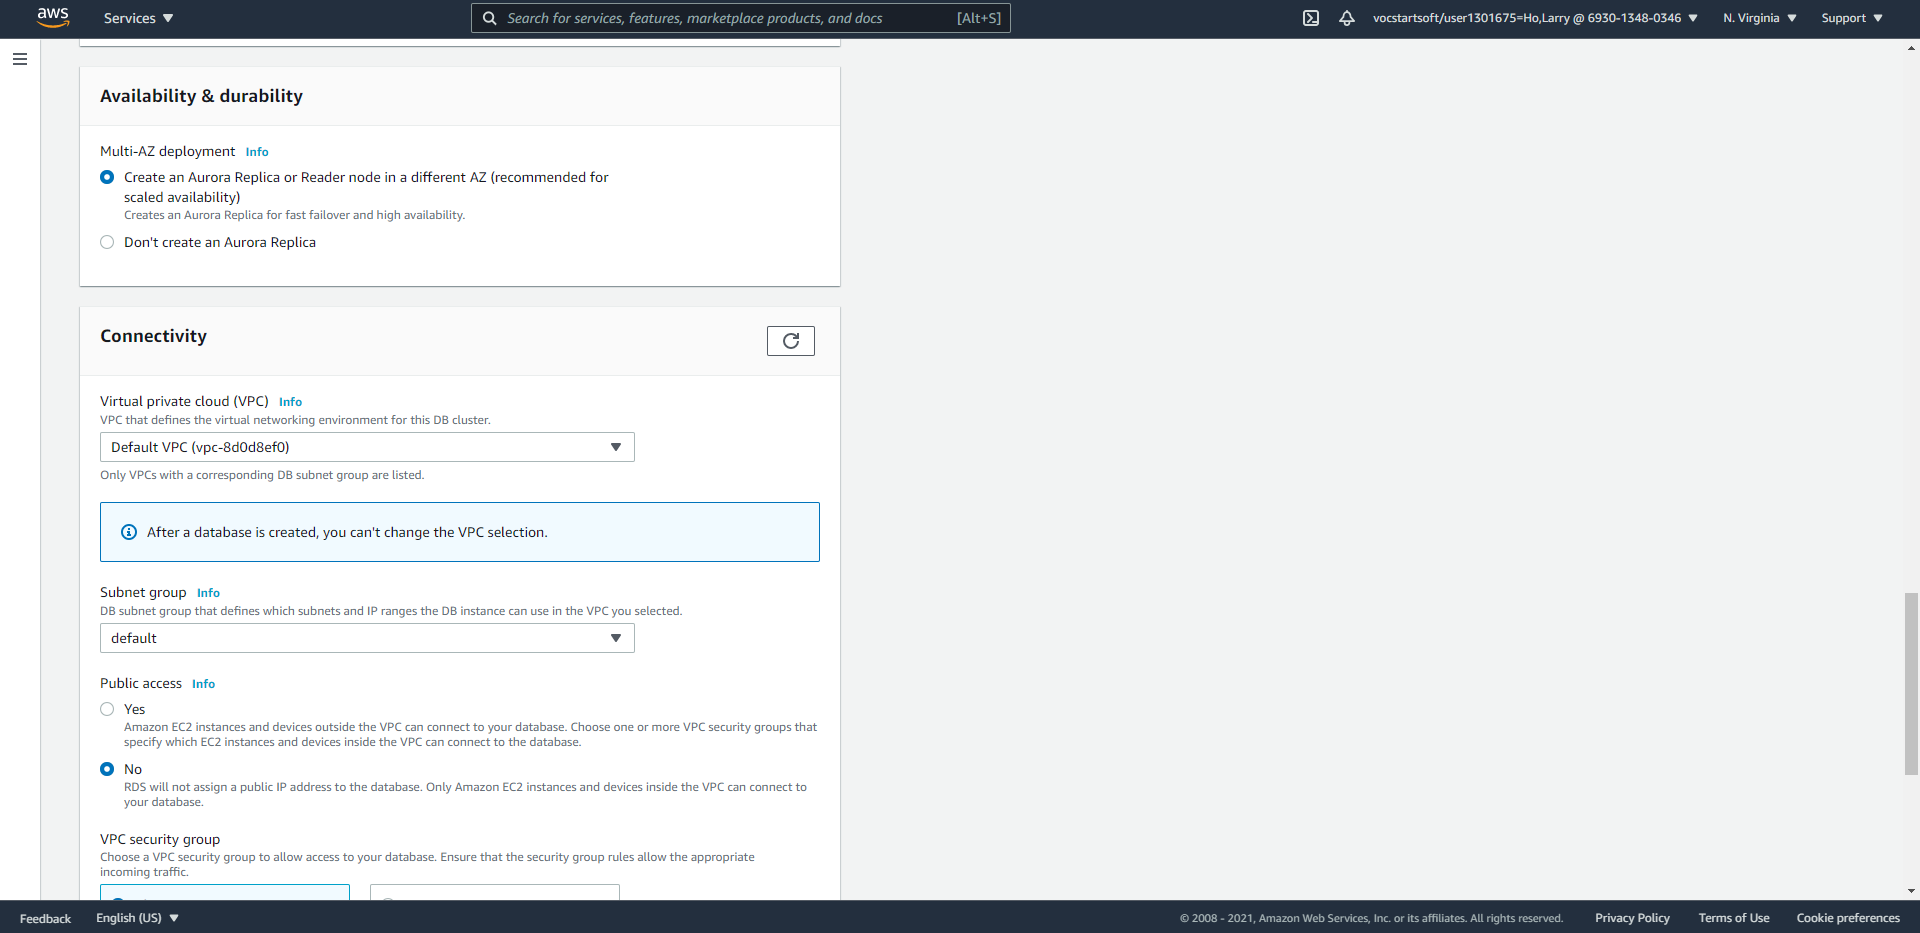 aws
Services
Search for services, features, marketplace products, and docs [Alt+S]
vocstartsoft/user1301675=Ho,Larry @ 6930-1348-0346
N. Virginia
Support
Availability & durability
Multi-AZ deployment Info
Create an Aurora Replica or Reader node in a different AZ (recommended for
scaled availability)
Creates an Aurora Replica for fast failover and high availability.
Don't create an Aurora Replica
Connectivity
Virtual private cloud (VPC) Info
VPC that defines the virtual networking environment for this DB cluster.
Default VPC (vpc-8d0d8ef0)
Only VPCs with a corresponding DB subnet group are listed.
After a database is created, you can't change the VPC selection.
Subnet group Info
DB subnet group that defines which subnets and IP ranges the DB instance can use in the VPC you selected.
default
Public access Info
Yes
Amazon EC2 instances and devices outside the VPC can connect to your database. Choose one or more VPC security groups that
specify which EC2 instances and devices inside the VPC can connect to the database.
No
RDS will not assign a public IP address to the database. Only Amazon EC2 instances and devices inside the VPC can connect to
your database.
VPC security group
Choose a VPC security group to allow access to your database. Ensure that the security group rules allow the appropriate
incoming traffic.
Feedback
English (US)
© 2008 - 2021, Amazon Web Services, Inc. or its affiliates. All rights reserved.
Privacy Policy
Terms of Use
Cookie preferences